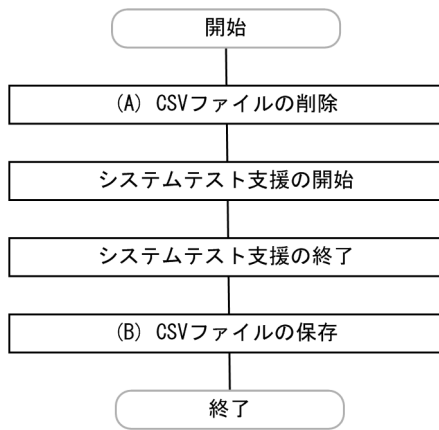 開始
(A) CSVファイルの削除
システムテスト支援の開始
システムテスト支援の終了
(B) CSVファイルの保存
終了